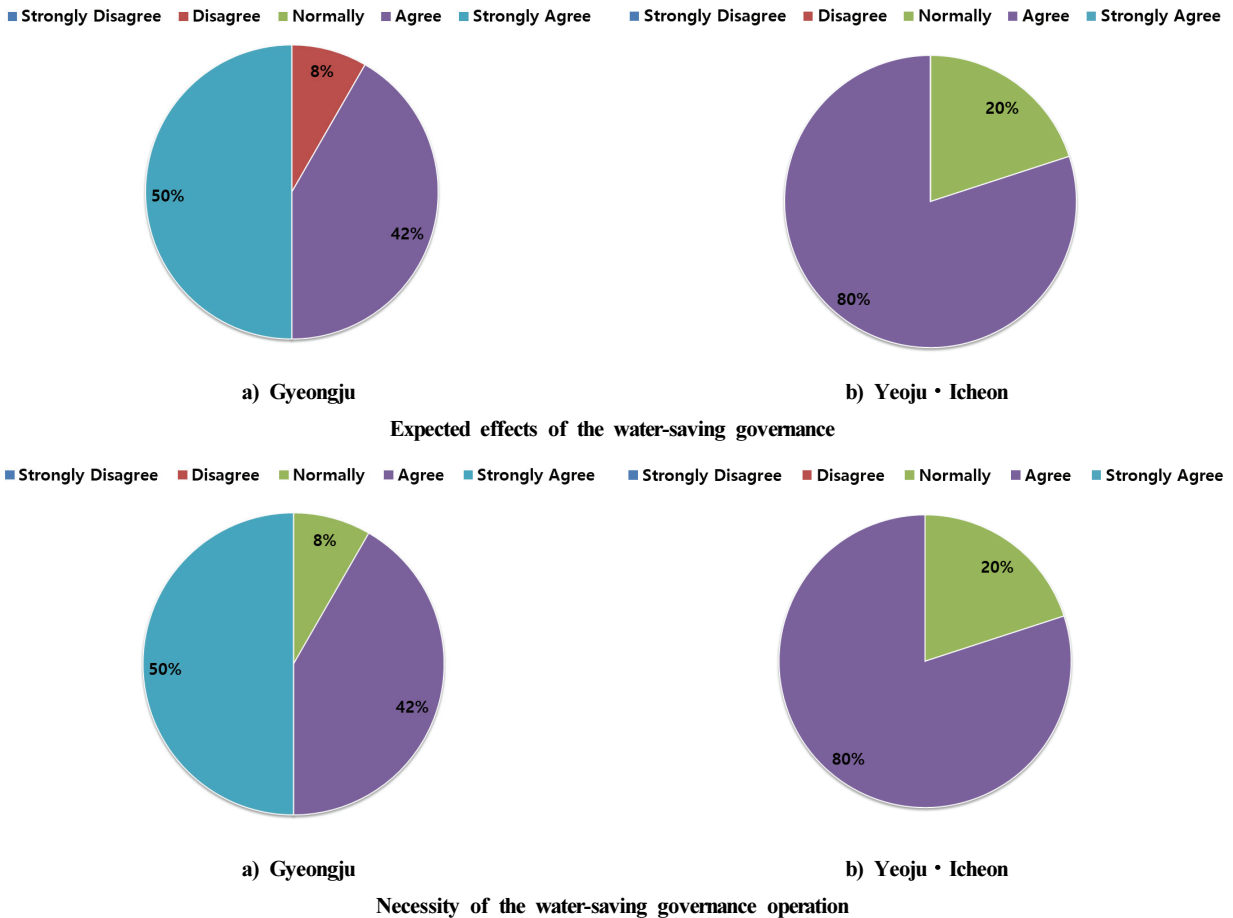 Strongly Disagree Disagree Normally Agree Strongly Agree
8%
50%
42%
a) Gyeongju
Strongly Disagree Disagree Normally Agree Strongly Agree
20%
80%
b) Yeoju・Icheon
Expected effects of the water-saving governance
Strongly Disagree Disagree Normally Agree Strongly Agree
8%
50%
42%
a) Gyeongju
Strongly Disagree Disagree Normally Agree Strongly Agree
20%
80%
b) Yeoju・Icheon
Necessity of the water-saving governance operation